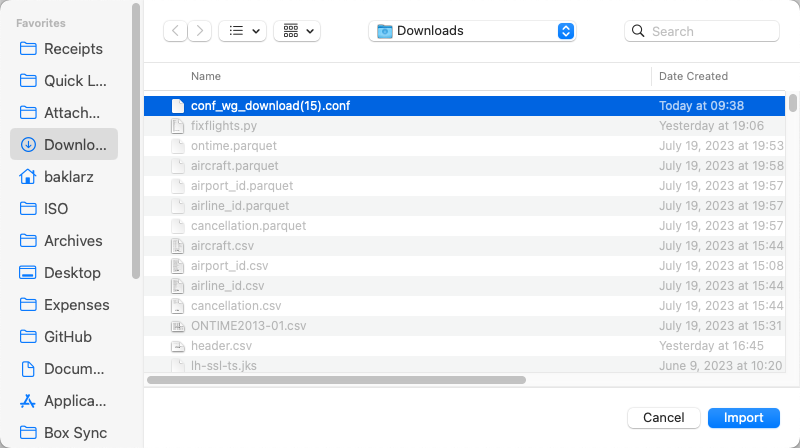 Favorites
Receipts
Quick L...
Attach...
Downlo...
baklarz
ISO
Archives
Desktop
Expenses
GitHub
Docum...
Applica...
Box Sync
Downloads
Search
Name Date Created
conf_wg_download(15).conf Today at 09:38
fixflights.py Yesterday at 19:06
ontime.parquet July 19, 2023 at 19:53
aircraft.parquet July 19, 2023 at 19:58
airport_id.parquet July 19, 2023 at 19:57
airline_id.parquet July 19, 2023 at 19:57
cancellation.parquet July 19, 2023 at 19:57
aircraft.csv July 19, 2023 at 15:44
airport_id.csv July 19, 2023 at 15:08
airline_id.csv July 19, 2023 at 15:44
cancellation.csv July 19, 2023 at 15:44
ONTIME2013-01.csv July 19, 2023 at 15:31
header.csv Yesterday at 16:45
lh-ssl-ts.jks June 9, 2023 at 10:20
Cancel Import